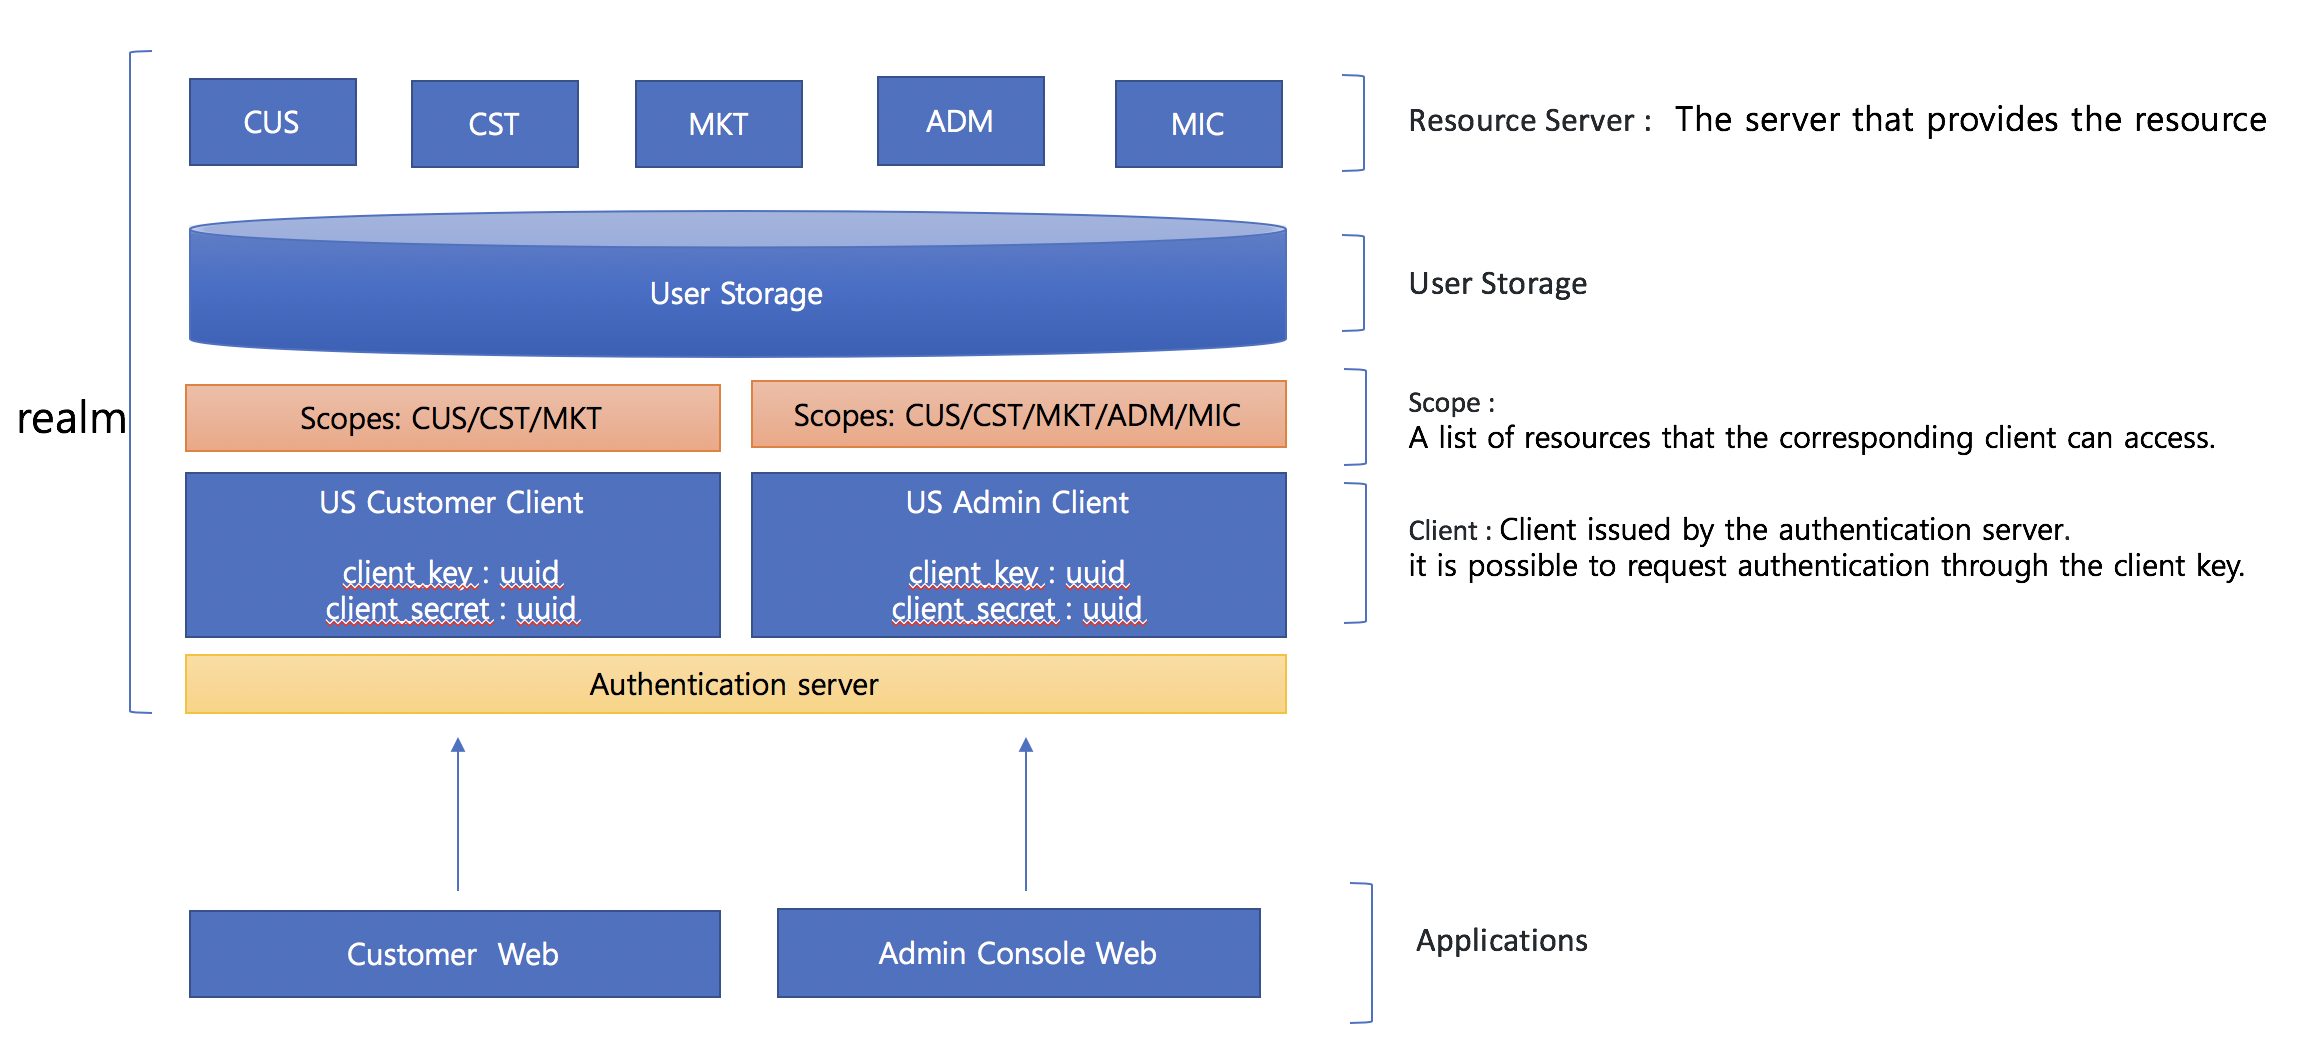 CUS
CST
MKT
ADM
MIC
Resource Server : The server that provides the resource
User Storage
User Storage
realm
Scopes: CUS/CST/MKT
Scopes: CUS/CST/MKT/ADM/MIC
Scope :
A list of resources that the corresponding client can access.
US Customer Client
client_key : uuid
client_secret : uuid
US Admin Client
client_key : uuid
client_secret : uuid
Client : Client issued by the authentication server.
it is possible to request authentication through the client key.
Authentication server
Customer Web
Admin Console Web
Applications